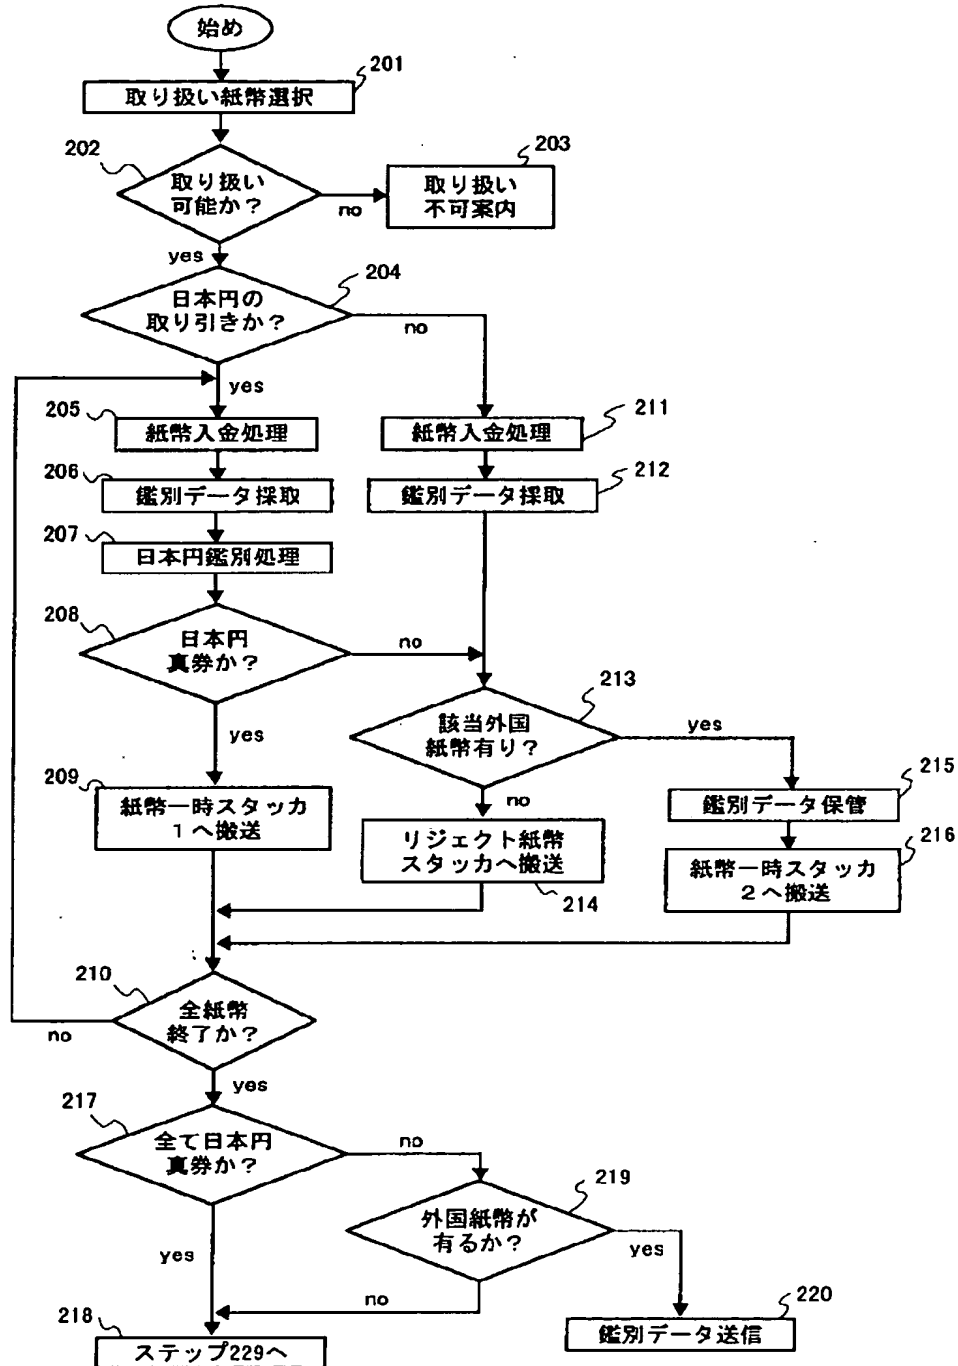 始め
201
取り扱い紙幣選択
202
取り扱い
可能か？
no
203
取り扱い
不可案内
yes
204
日本円の
取り引きか？
no
yes
205
紙幣入金処理
211
紙幣入金処理
206
鑑別データ採取
212
鑑別データ採取
207
日本円鑑別処理
208
日本円
真券か？
no
yes
213
該当外国
紙幣有り？
yes
no
209
紙幣一時スタッカ
１へ搬送
リジェクト紙幣
スタッカへ搬送
214
215
鑑別データ保管
216
紙幣一時スタッカ
２へ搬送
210
全紙幣
終了か？
no
yes
217
全て日本円
真券か？
no
yes
219
外国紙幣が
有るか？
yes
no
218
ステップ229へ
220
鑑別データ送信